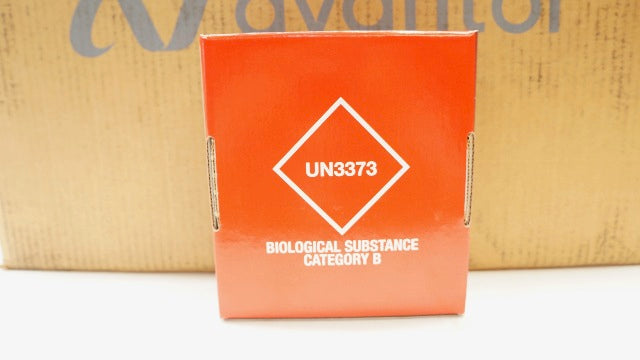 avantor
UN3373
BIOLOGICAL SUBSTANCE
CATEGORY B